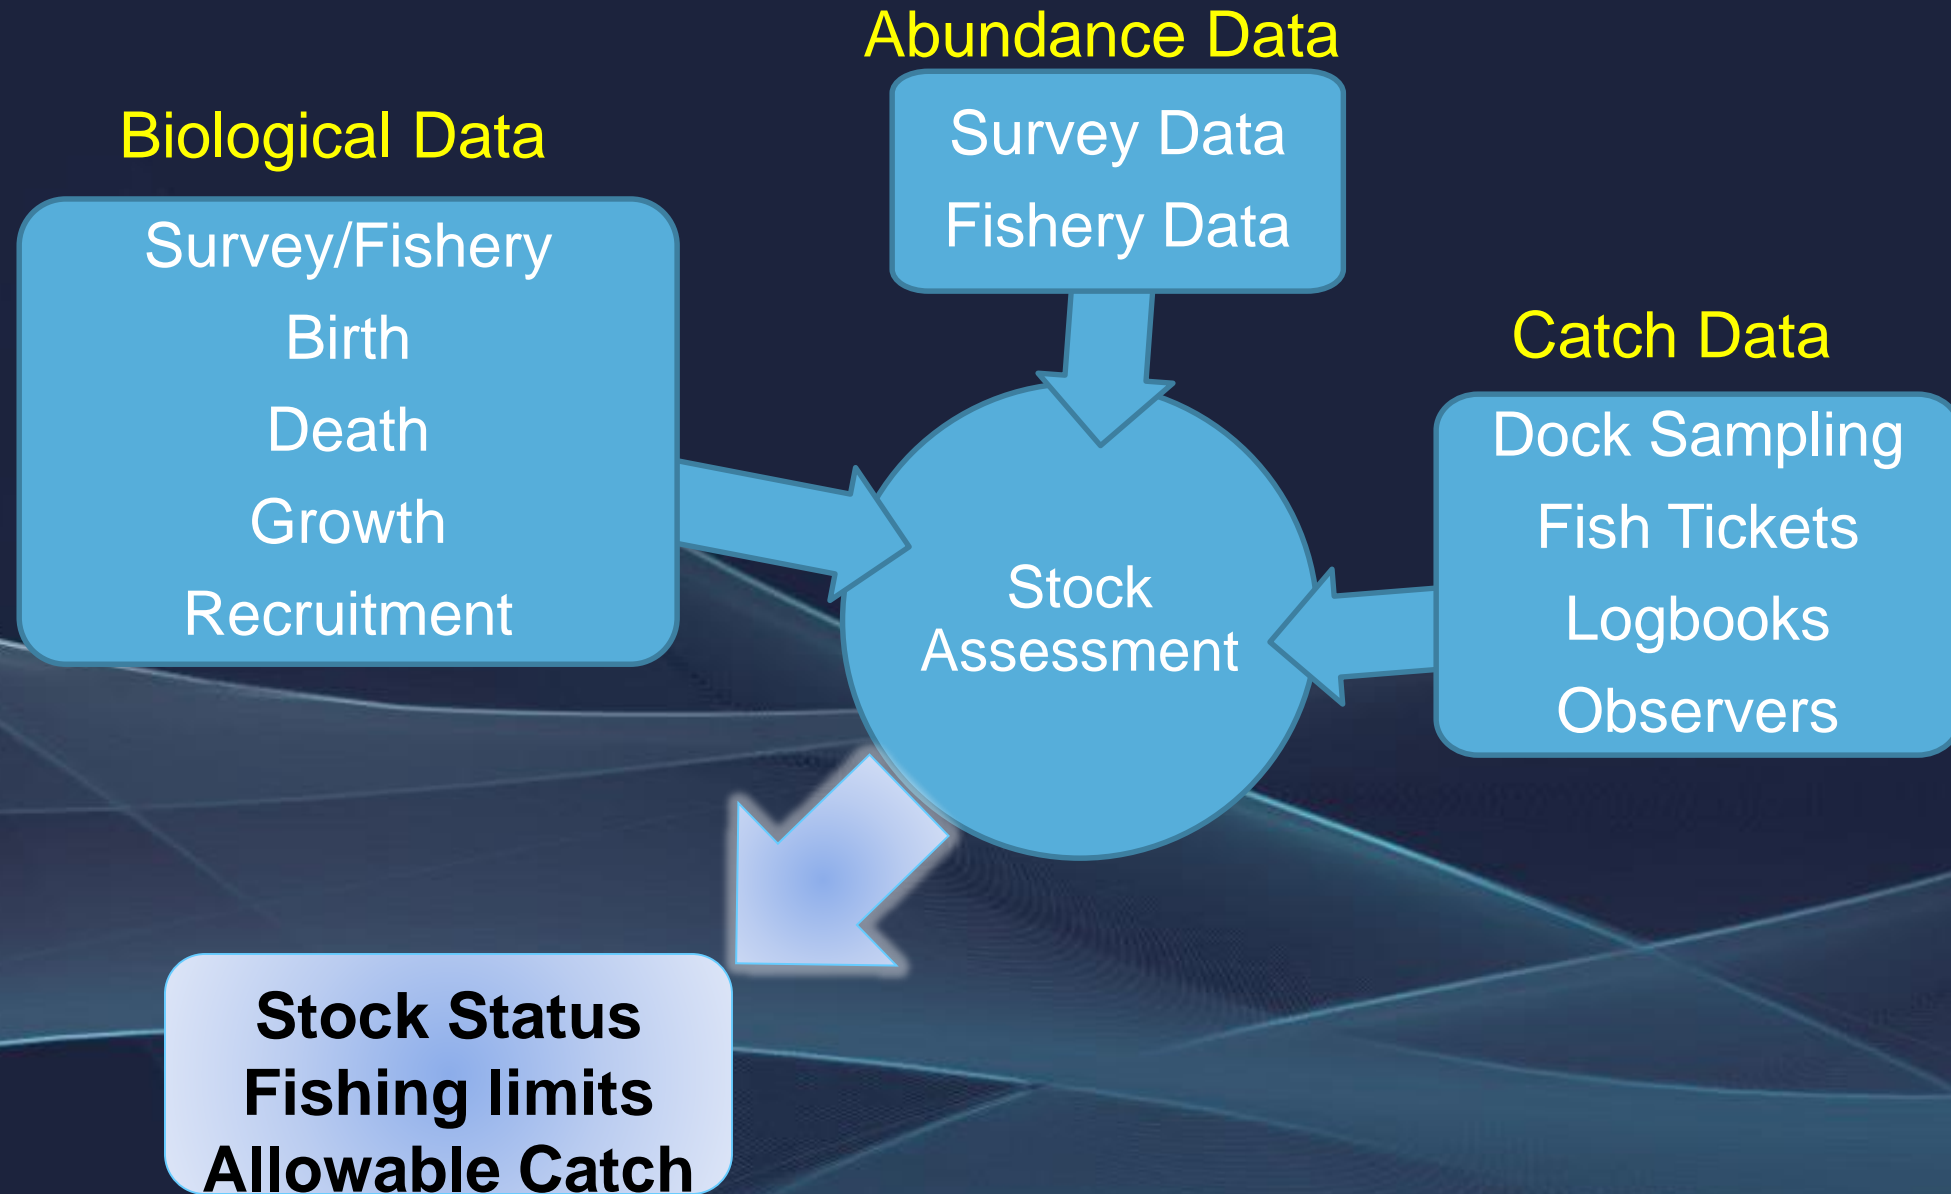 Abundance Data
Survey Data
Fishery Data
Biological Data
Survey/Fishery
Birth
Death
Growth
Recruitment
Catch Data
Dock Sampling
Fish Tickets
Logbooks
Observers
Stock
Assessment
Stock Status
Fishing limits
Allowable Catch